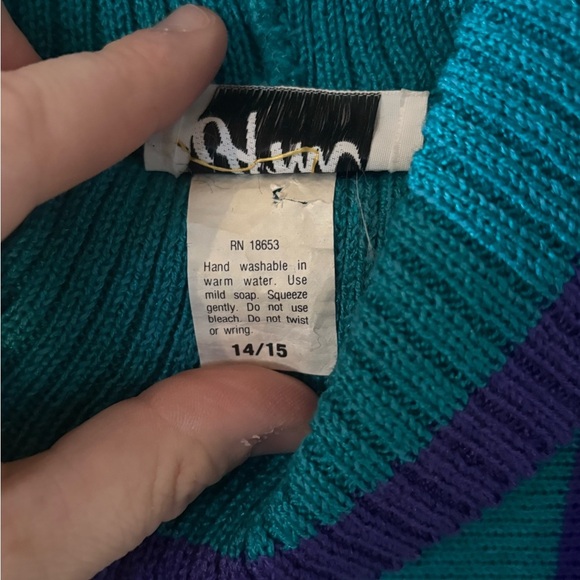 RN 18653
Hand washable in
warm water. Use
mild soap. Squeeze
gently. Do not use
bleach. Do not twist
or wring.
14/15